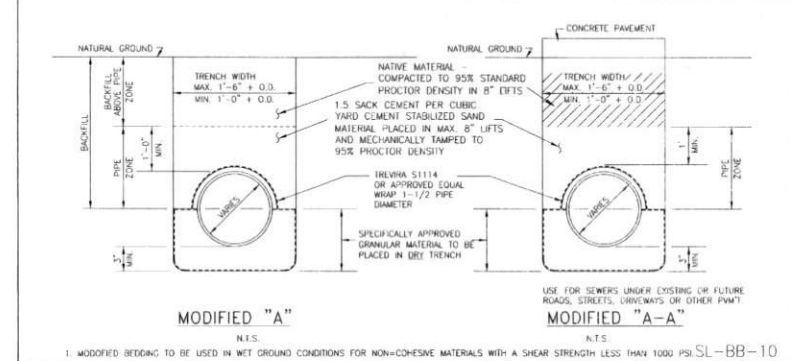 CONCRETE PAVEMENT
NATURAL GROUND
NATURAL GROUND
TRENCH WIDTH
MAX. 1'-6" + O.D.
MIN. 1'-0" + O.D.
NATIVE MATERIAL -
COMPACTED TO 95% STANDARD
PROCTOR DENSITY IN 8" LIFTS
TRENCH WIDTH
MAX. 1'-6" + O.D.
MIN. 1'-0" + O.D.
BACKFILL
BACKFILL
ABOVE PIPE
ZONE
1.5 SACK CEMENT PER CUBIC
YARD CEMENT STABILIZED SAND
MATERIAL PLACED IN MAX. 8" LIFTS
AND MECHANICALLY TAMPED TO
95% PROCTOR DENSITY
PIPE
ZONE
1'-0"
MIN.
1'
MIN.
PIPE
ZONE
TREVIRA S1114
OR APPROVED EQUAL
WRAP 1-1/2 PIPE
DIAMETER
VARIES
VARIES
SPECIFICALLY APPROVED
GRANULAR MATERIAL TO BE
PLACED IN DRY TRENCH
3"
MIN.
3"
MIN.
USE FOR SEWERS UNDER EXISTING OR FUTURE
ROADS, STREETS, DRIVEWAYS OR OTHER PVM'T.
MODIFIED "A"
N.T.S.
MODIFIED "A-A"
N.T.S.
1. MODOFIED BEDDING TO BE USED IN WET GROUND CONDITIONS FOR NON=COHESIVE MATERIALS WITH A SHEAR STRENGTH LESS THAN 1000 PSI.
SL-BB-10